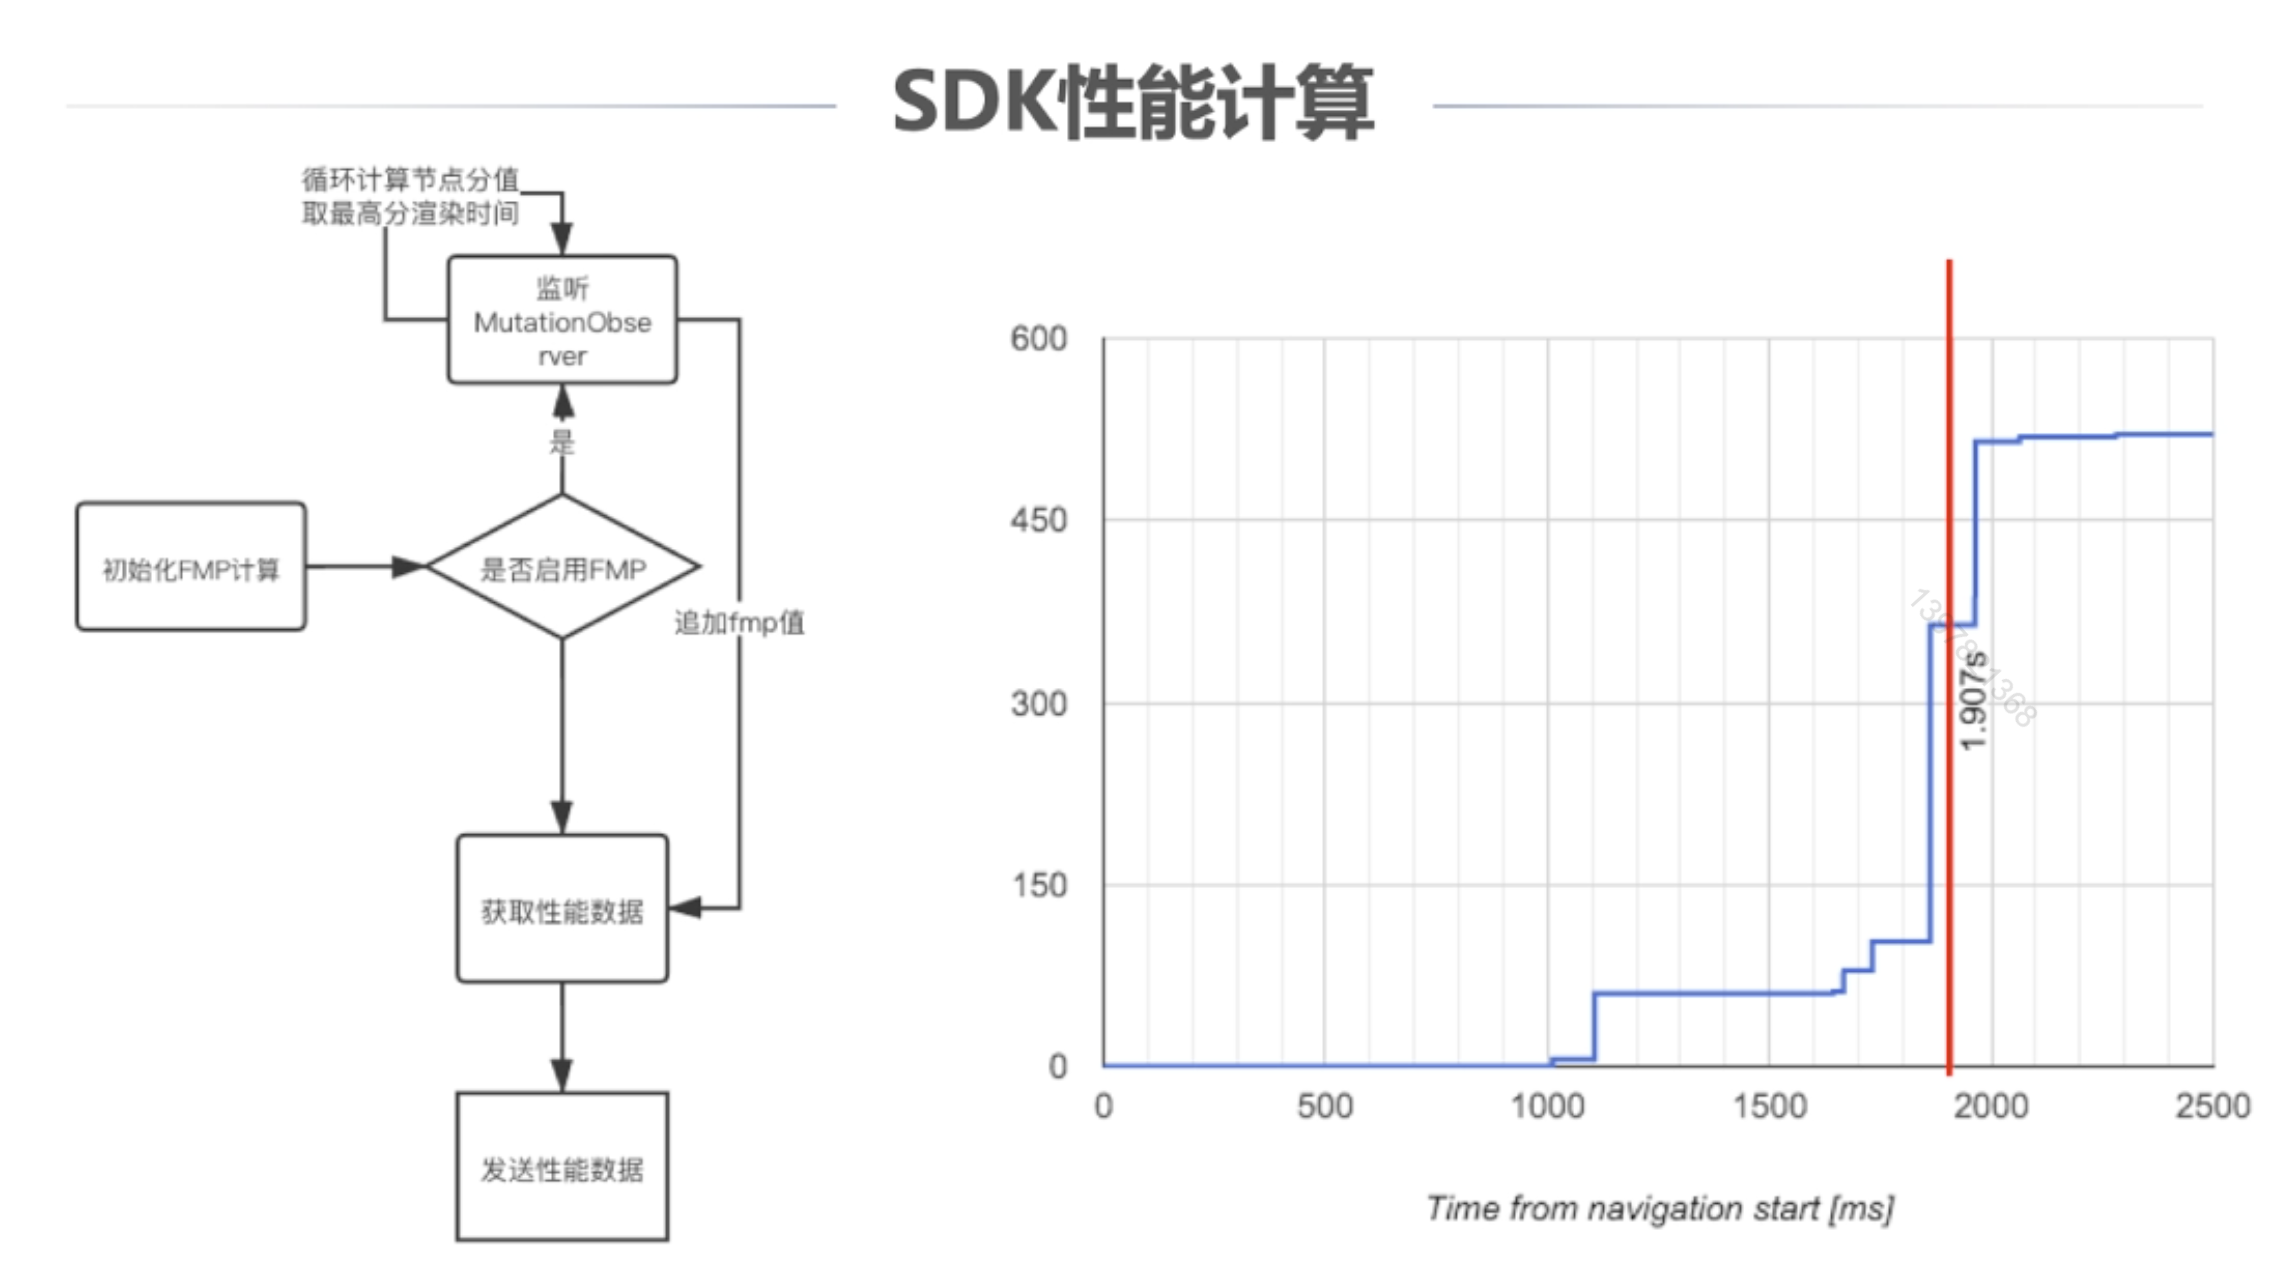 SDK性能计算
循环计算节点分值
取最高分渲染时间
监听
MutationObse
rver
是
初始化FMP计算
是否启用FMP
追加fmp值
获取性能数据
发送性能数据
600
450
300
150
0
1.907s
0 500 1000 1500 2000 2500
Time from navigation start [ms]